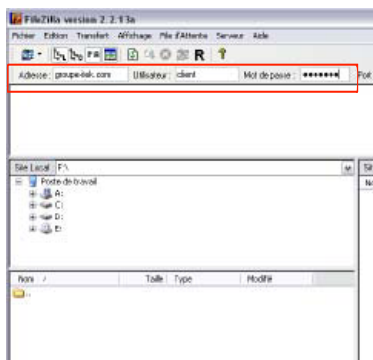 FileZilla version 2.2.13a
Fichier Edition Transfert Affichage File d'Attente Serveur Aide
R ?
Adresse : groupe-isk.com Utilisateur : client Mot de passe : ******* Port
Site Local F:\
Poste de travail
A:
C:
D:
E:
Nom / Taille Type Modifié
..